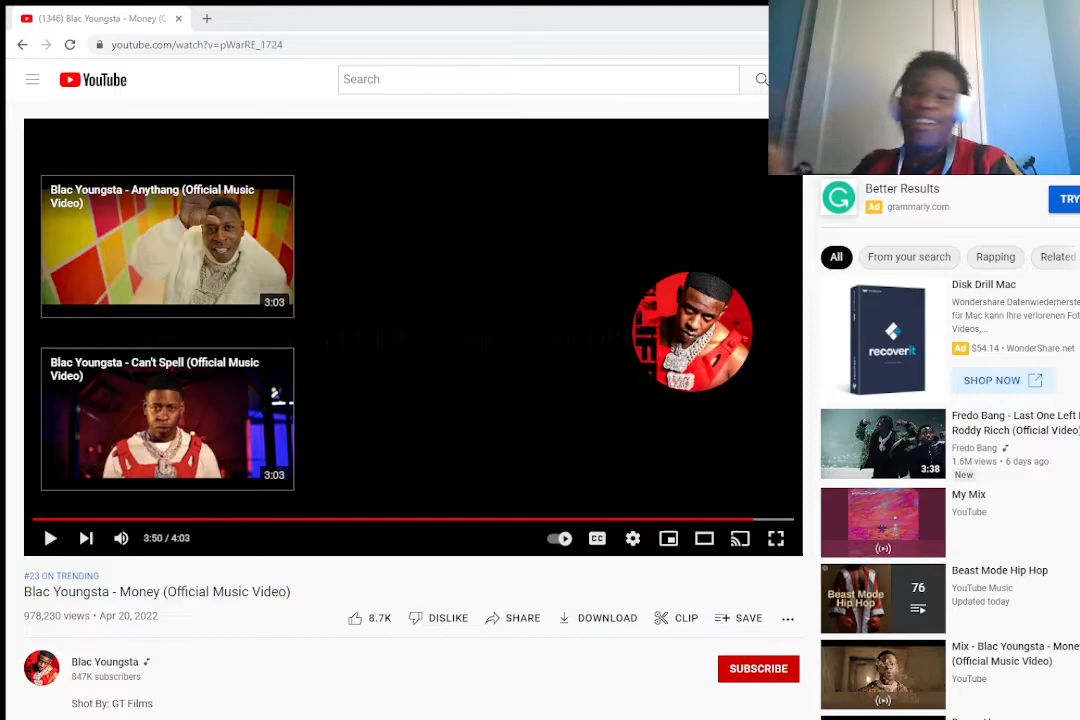 (1346) Blac Youngsta - Money (O
youtube.com/watch?v=pWarRE_1724
YouTube
Search
Blac Youngsta - Anythang (Official Music
Video)
3:03
Blac Youngsta - Can't Spell (Official Music
Video)
3:03
3:50 / 4:03
CC
#23 ON TRENDING
Blac Youngsta - Money (Official Music Video)
978,230 views • Apr 20, 2022
8.7K
DISLIKE
SHARE
DOWNLOAD
CLIP
SAVE
Blac Youngsta
847K subscribers
SUBSCRIBE
Shot By: GT Films
Better Results
Ad grammarly.com
TRY
All
From your search
Rapping
Related
recoverit
Disk Drill Mac
Wondershare Datenwiederherste
für Mac kann Ihre verlorenen Fot
Videos,...
Ad $54.14 • WonderShare.net
SHOP NOW
3:38
Fredo Bang - Last One Left
Roddy Ricch (Official Video)
Fredo Bang
1.6M views • 6 days ago
New
My Mix
YouTube
Beast Mode
Hip Hop
76
Beast Mode Hip Hop
YouTube Music
Updated today
Mix - Blac Youngsta - Mone
(Official Music Video)
YouTube